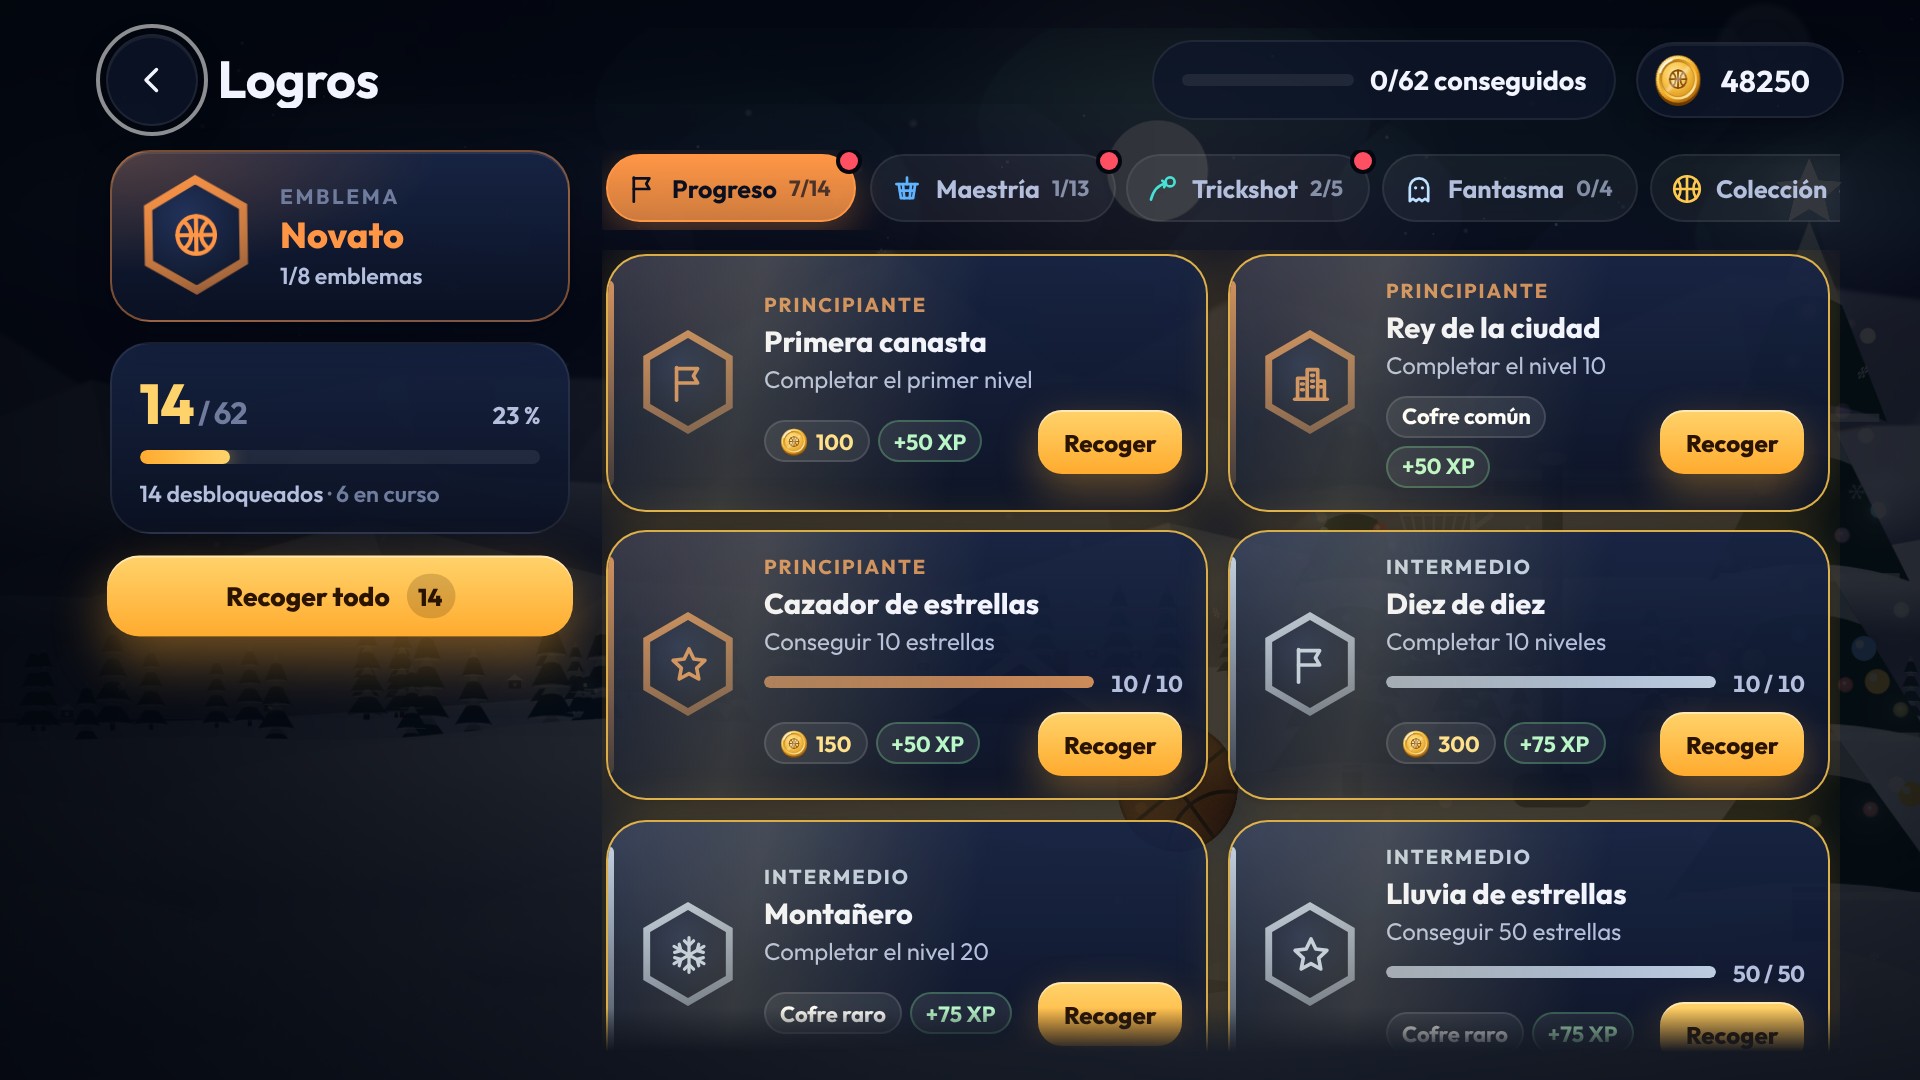 Logros
0/62 conseguidos
48250
EMBLEMA
Novato
1/8 emblemas
14/62
23 %
14 desbloqueados · 6 en curso
Recoger todo 14
Progreso 7/14
Maestría 1/13
Trickshot 2/5
Fantasma 0/4
Colección
PRINCIPIANTE
Primera canasta
Completar el primer nivel
100
+50 XP
Recoger
PRINCIPIANTE
Rey de la ciudad
Completar el nivel 10
Cofre común
+50 XP
Recoger
PRINCIPIANTE
Cazador de estrellas
Conseguir 10 estrellas
10 / 10
150
+50 XP
Recoger
INTERMEDIO
Diez de diez
Completar 10 niveles
10 / 10
300
+75 XP
Recoger
INTERMEDIO
Montañero
Completar el nivel 20
Cofre raro
+75 XP
Recoger
INTERMEDIO
Lluvia de estrellas
Conseguir 50 estrellas
50 / 50
Cofre raro
+75 XP
Recoger